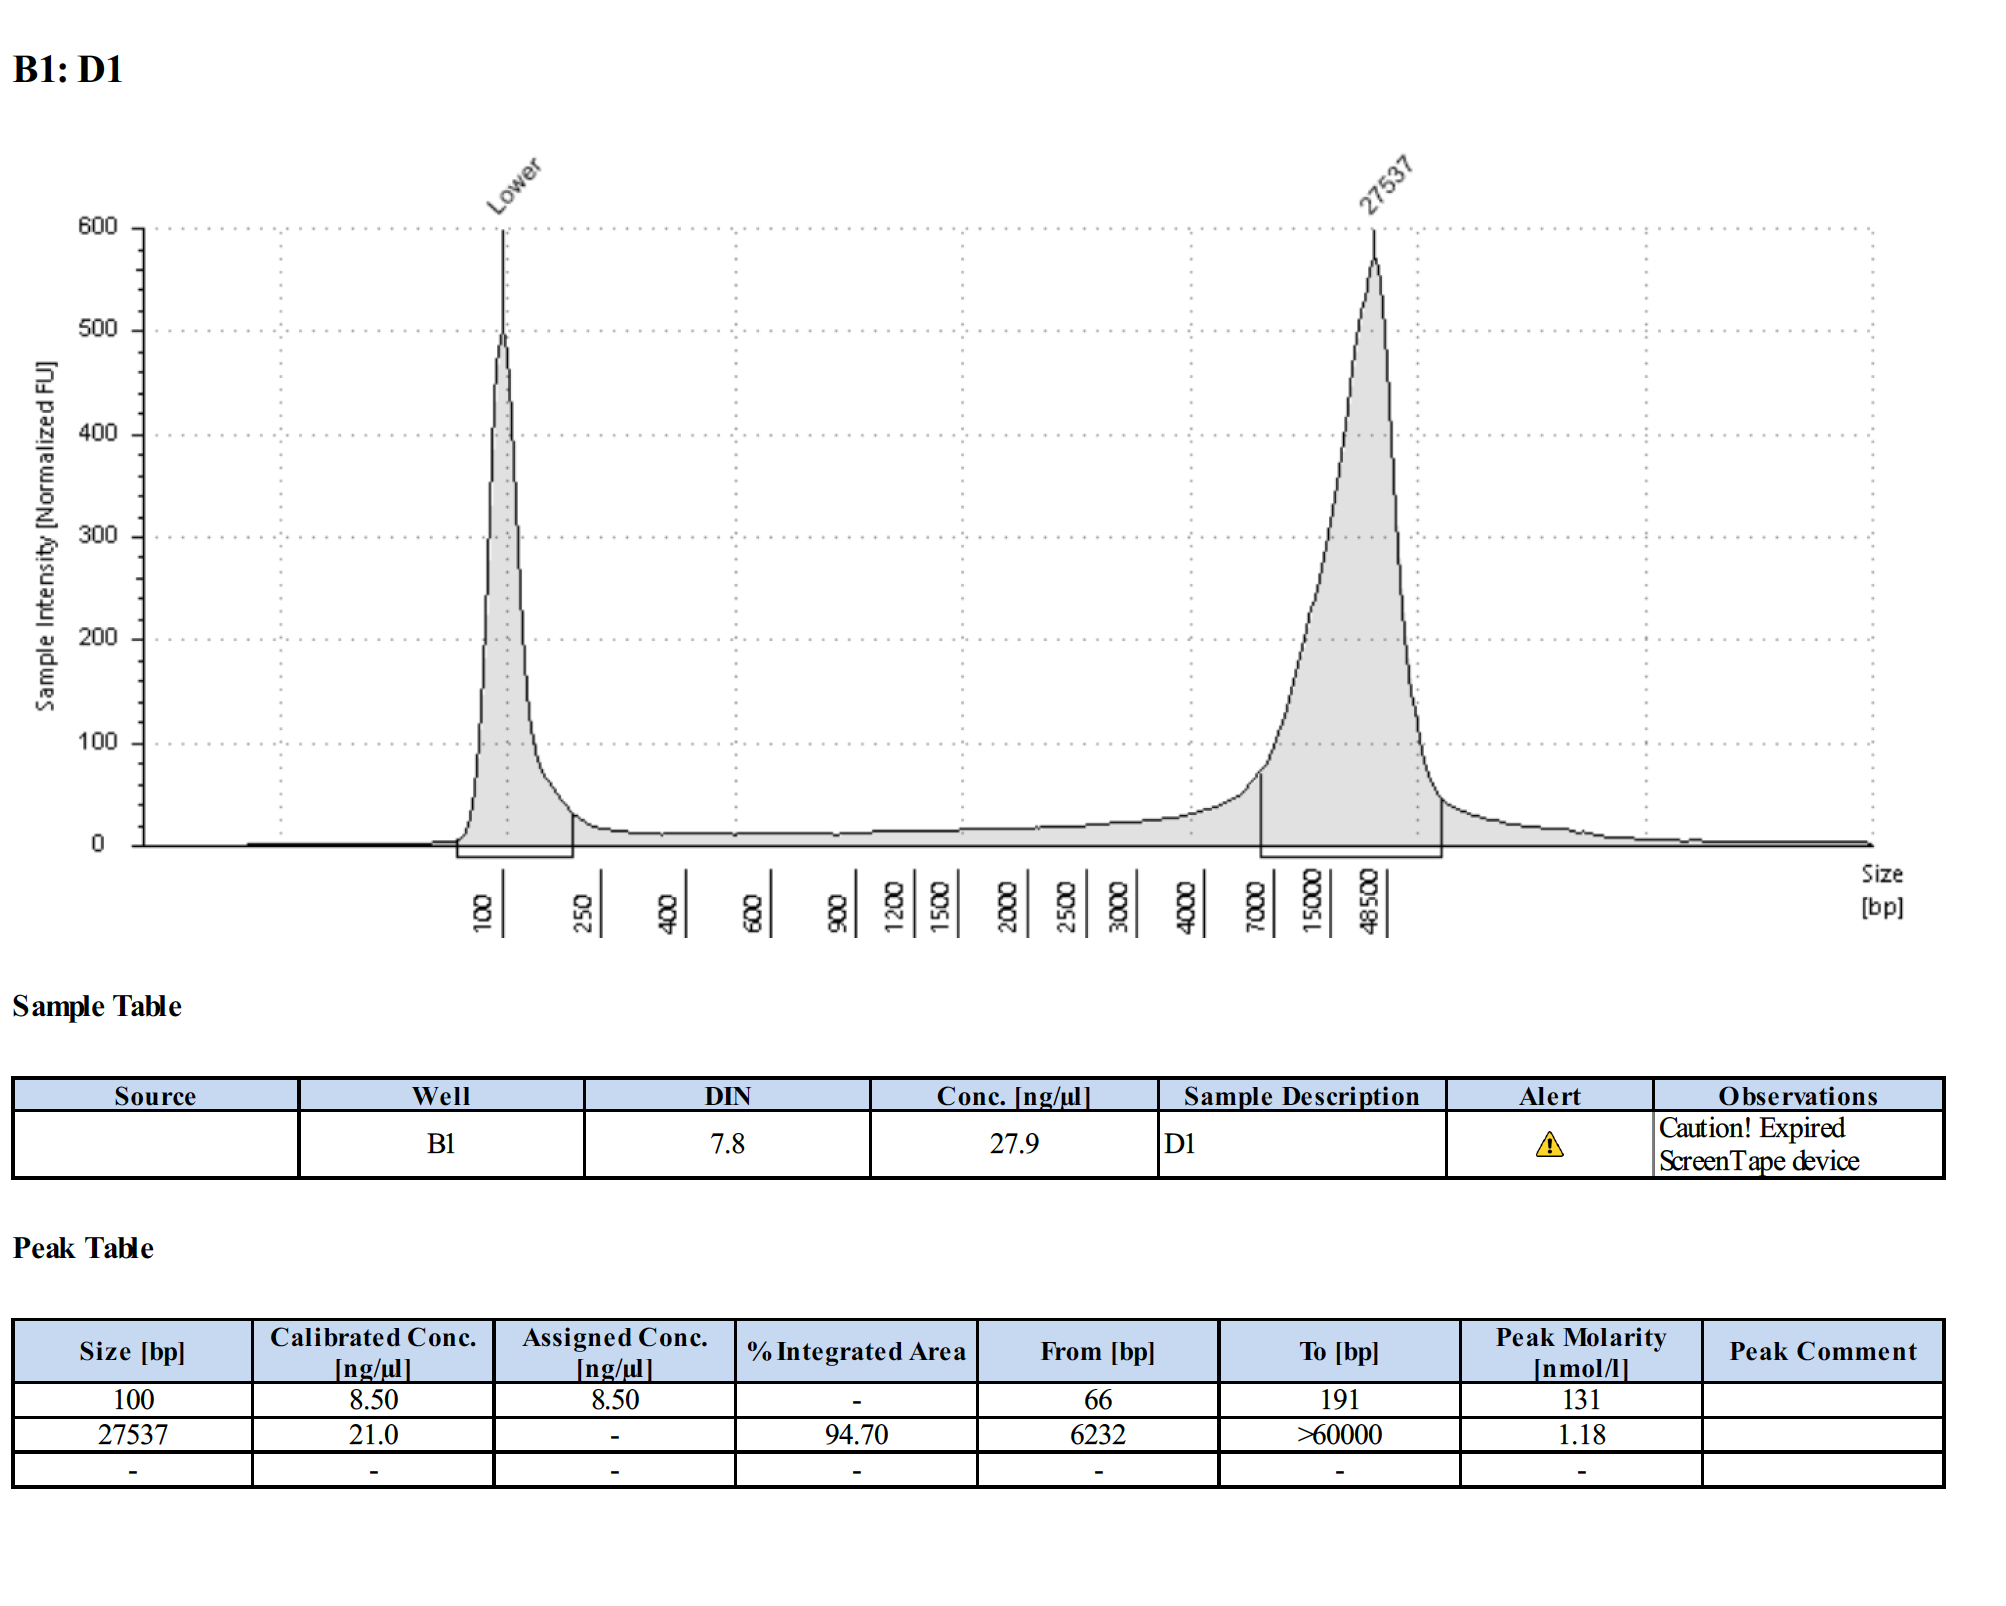 B1: D1
Lower
27537
600
500
400
300
200
100
0
Sample Intensity [Normalized FU]
100
250
400
600
900
1200
1500
2000
2500
3000
4000
7000
15000
48500
Size
[bp]
Sample Table
Source Well DIN Conc. [ng/µl] Sample Description Alert Observations
B1 7.8 27.9 D1 Caution! Expired
ScreenTape device
Peak Table
Size [bp] Calibrated Conc. [ng/µl] Assigned Conc. [ng/µl] % Integrated Area From [bp] To [bp] Peak Molarity [nmol/l] Peak Comment
100 8.50 8.50 - 66 191 131
27537 21.0 - 94.70 6232 >60000 1.18
- - - - - - -